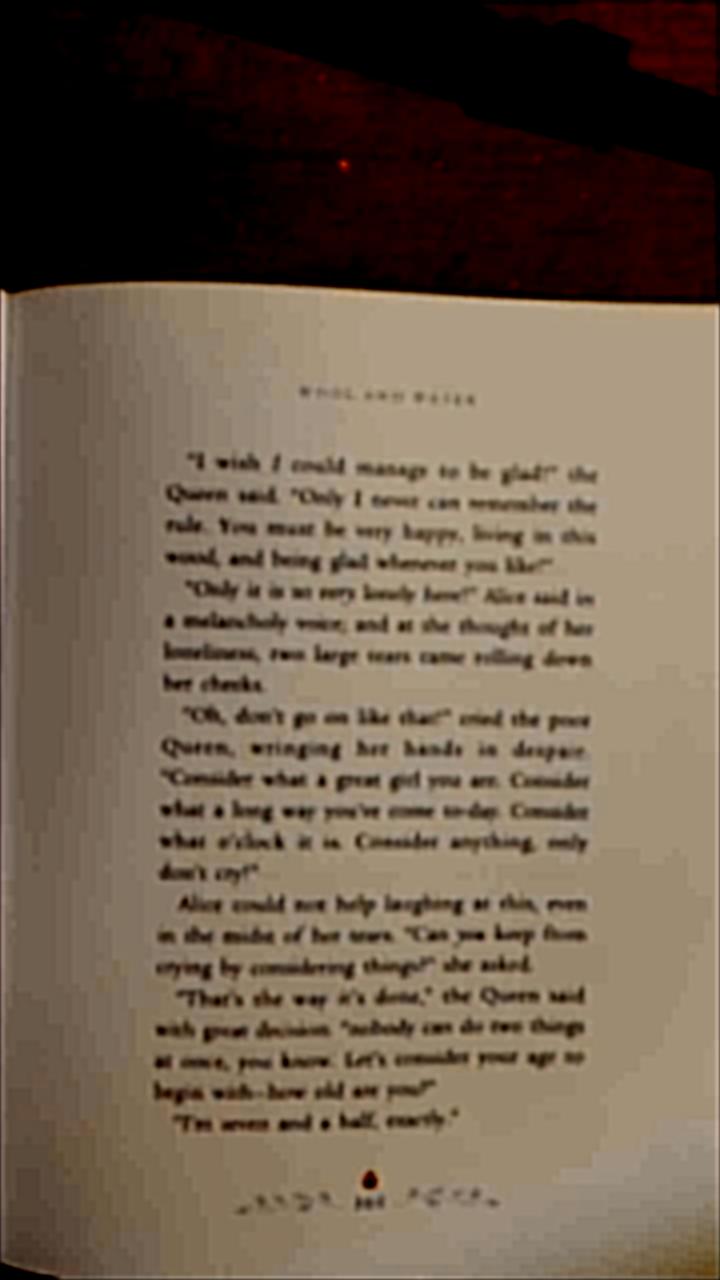 WOOL AND WATER
"I wish I could manage to be glad!" the
Queen said. "Only I never can remember the
rule. You must be very happy, living in this
wood, and being glad whenever you like!"
"Only it is so very lonely here!" Alice said in
a melancholy voice; and at the thought of her
loneliness, two large tears came rolling down
her cheeks.
"Oh, don't go on like that!" cried the poor
Queen, wringing her hands in despair.
"Consider what a great girl you are. Consider
what a long way you've come to-day. Consider
what o'clock it is. Consider anything, only
don't cry!"
Alice could not help laughing at this, even
in the midst of her tears. "Can you keep from
crying by considering things?" she asked.
"That's the way it's done," the Queen said
with great decision: "nobody can do two things
at once, you know. Let's consider your age to
begin with—how old are you?"
"I'm seven and a half, exactly."